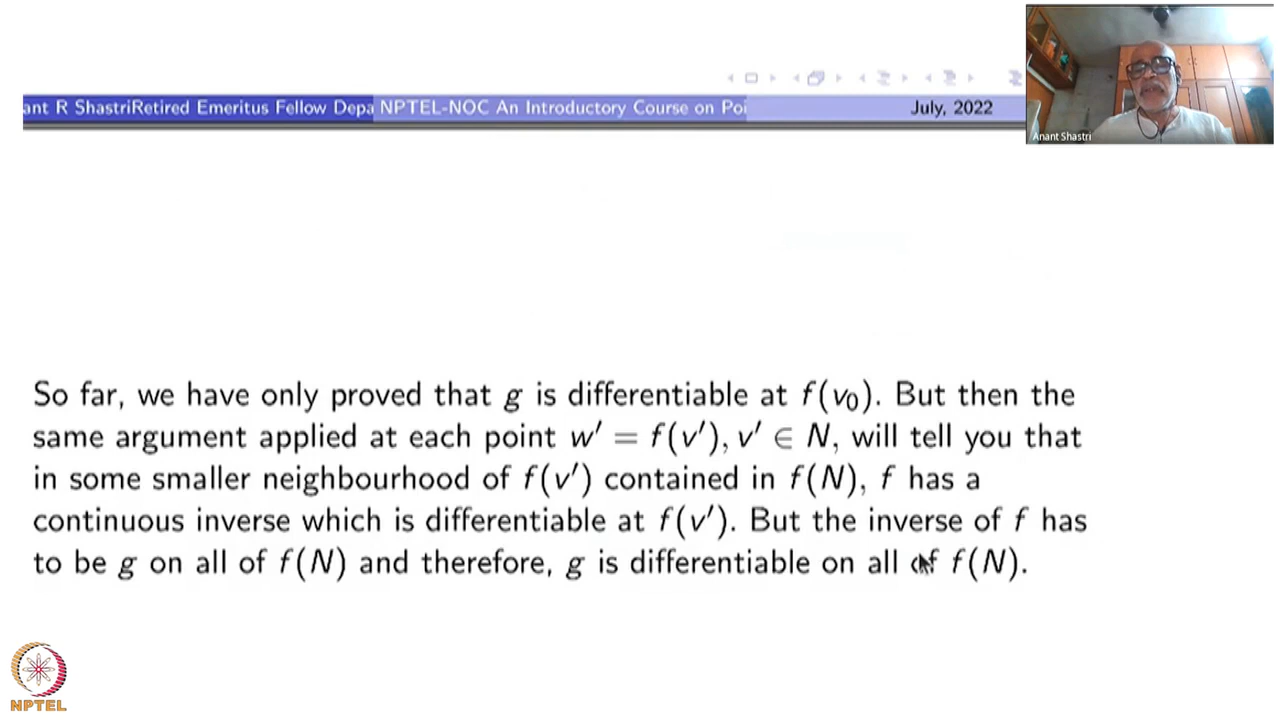 ant R ShastriRetired Emeritus Fellow Depa NPTEL-NOC An Introductory Course on Poi July, 2022
Anant Shastri
So far, we have only proved that g is differentiable at f(v₀). But then the
same argument applied at each point w′ = f(v′), v′ ∈ N, will tell you that
in some smaller neighbourhood of f(v′) contained in f(N), f has a
continuous inverse which is differentiable at f(v′). But the inverse of f has
to be g on all of f(N) and therefore, g is differentiable on all of f(N).
NPTEL